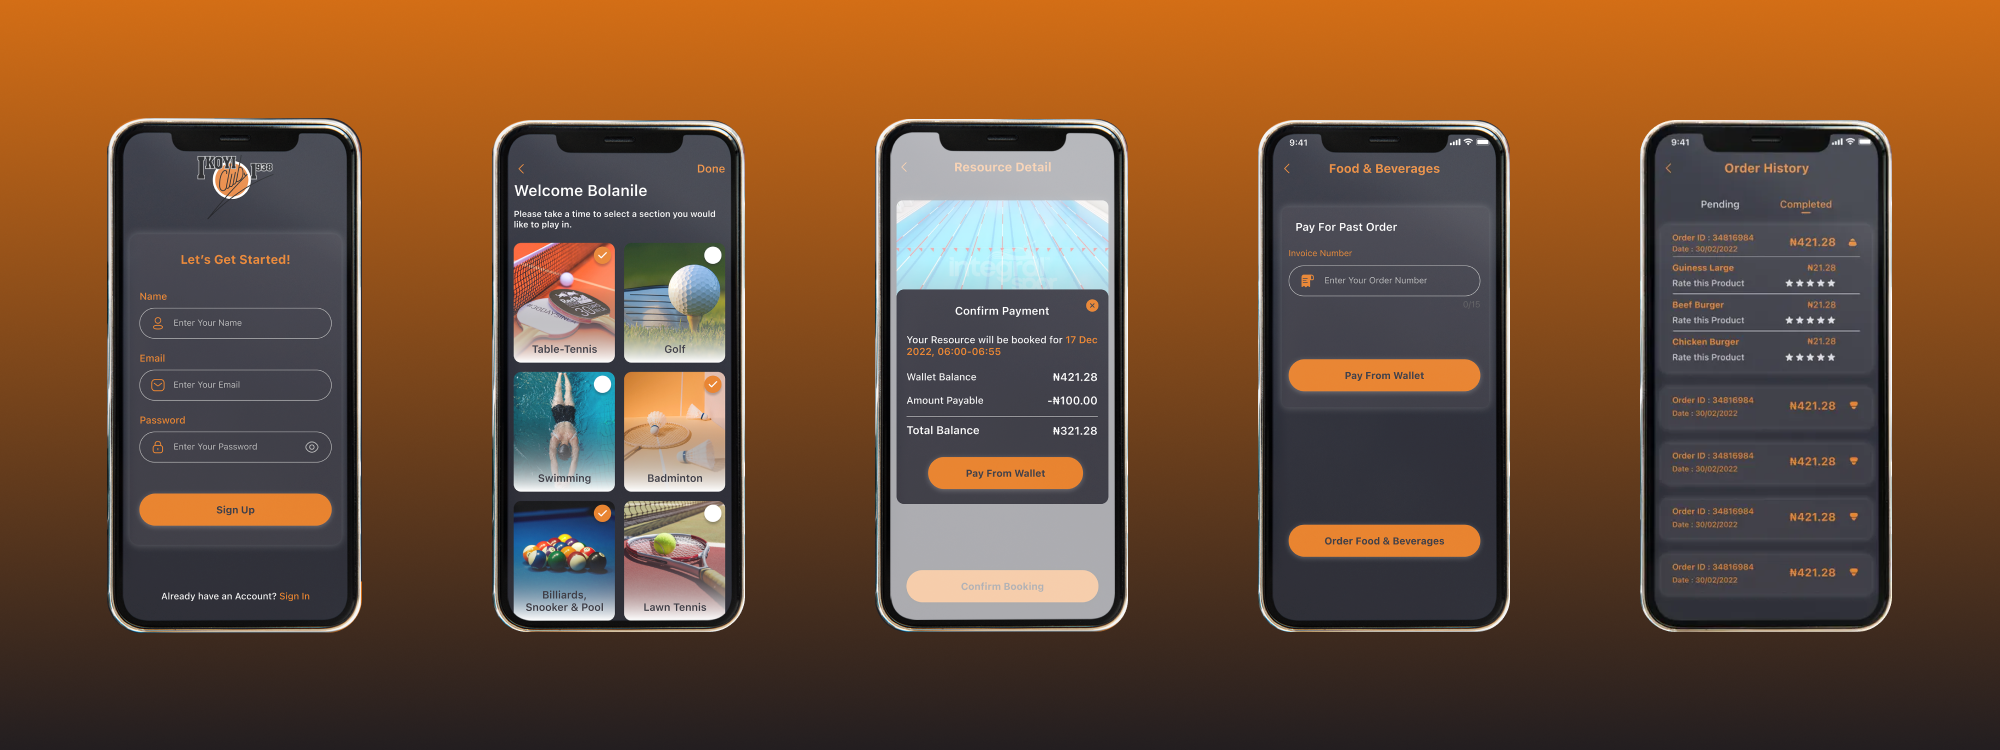 IKOYI
Club
1938
Let's Get Started!
Name
Enter Your Name
Email
Enter Your Email
Password
Enter Your Password
Sign Up
Already have an Account? Sign In
Done
Welcome Bolanile
Please take a time to select a section you would
like to play in.
Table-Tennis
Golf
Swimming
Badminton
Billiards,
Snooker & Pool
Lawn Tennis
Resource Detail
Confirm Payment
Your Resource will be booked for 17 Dec
2022, 06:00-06:55
Wallet Balance ₦421.28
Amount Payable -₦100.00
Total Balance ₦321.28
Pay From Wallet
Confirm Booking
9:41
Food & Beverages
Pay For Past Order
Invoice Number
Enter Your Order Number
0/15
Pay From Wallet
Order Food & Beverages
9:41
Order History
Pending Completed
Order ID : 34816984 ₦421.28
Date : 30/02/2022
Guiness Large ₦21.28
Rate this Product
Beef Burger ₦21.28
Rate this Product
Chicken Burger ₦21.28
Rate this Product
Order ID : 34816984 ₦421.28
Date : 30/02/2022
Order ID : 34816984 ₦421.28
Date : 30/02/2022
Order ID : 34816984 ₦421.28
Date : 30/02/2022
Order ID : 34816984 ₦421.28
Date : 30/02/2022